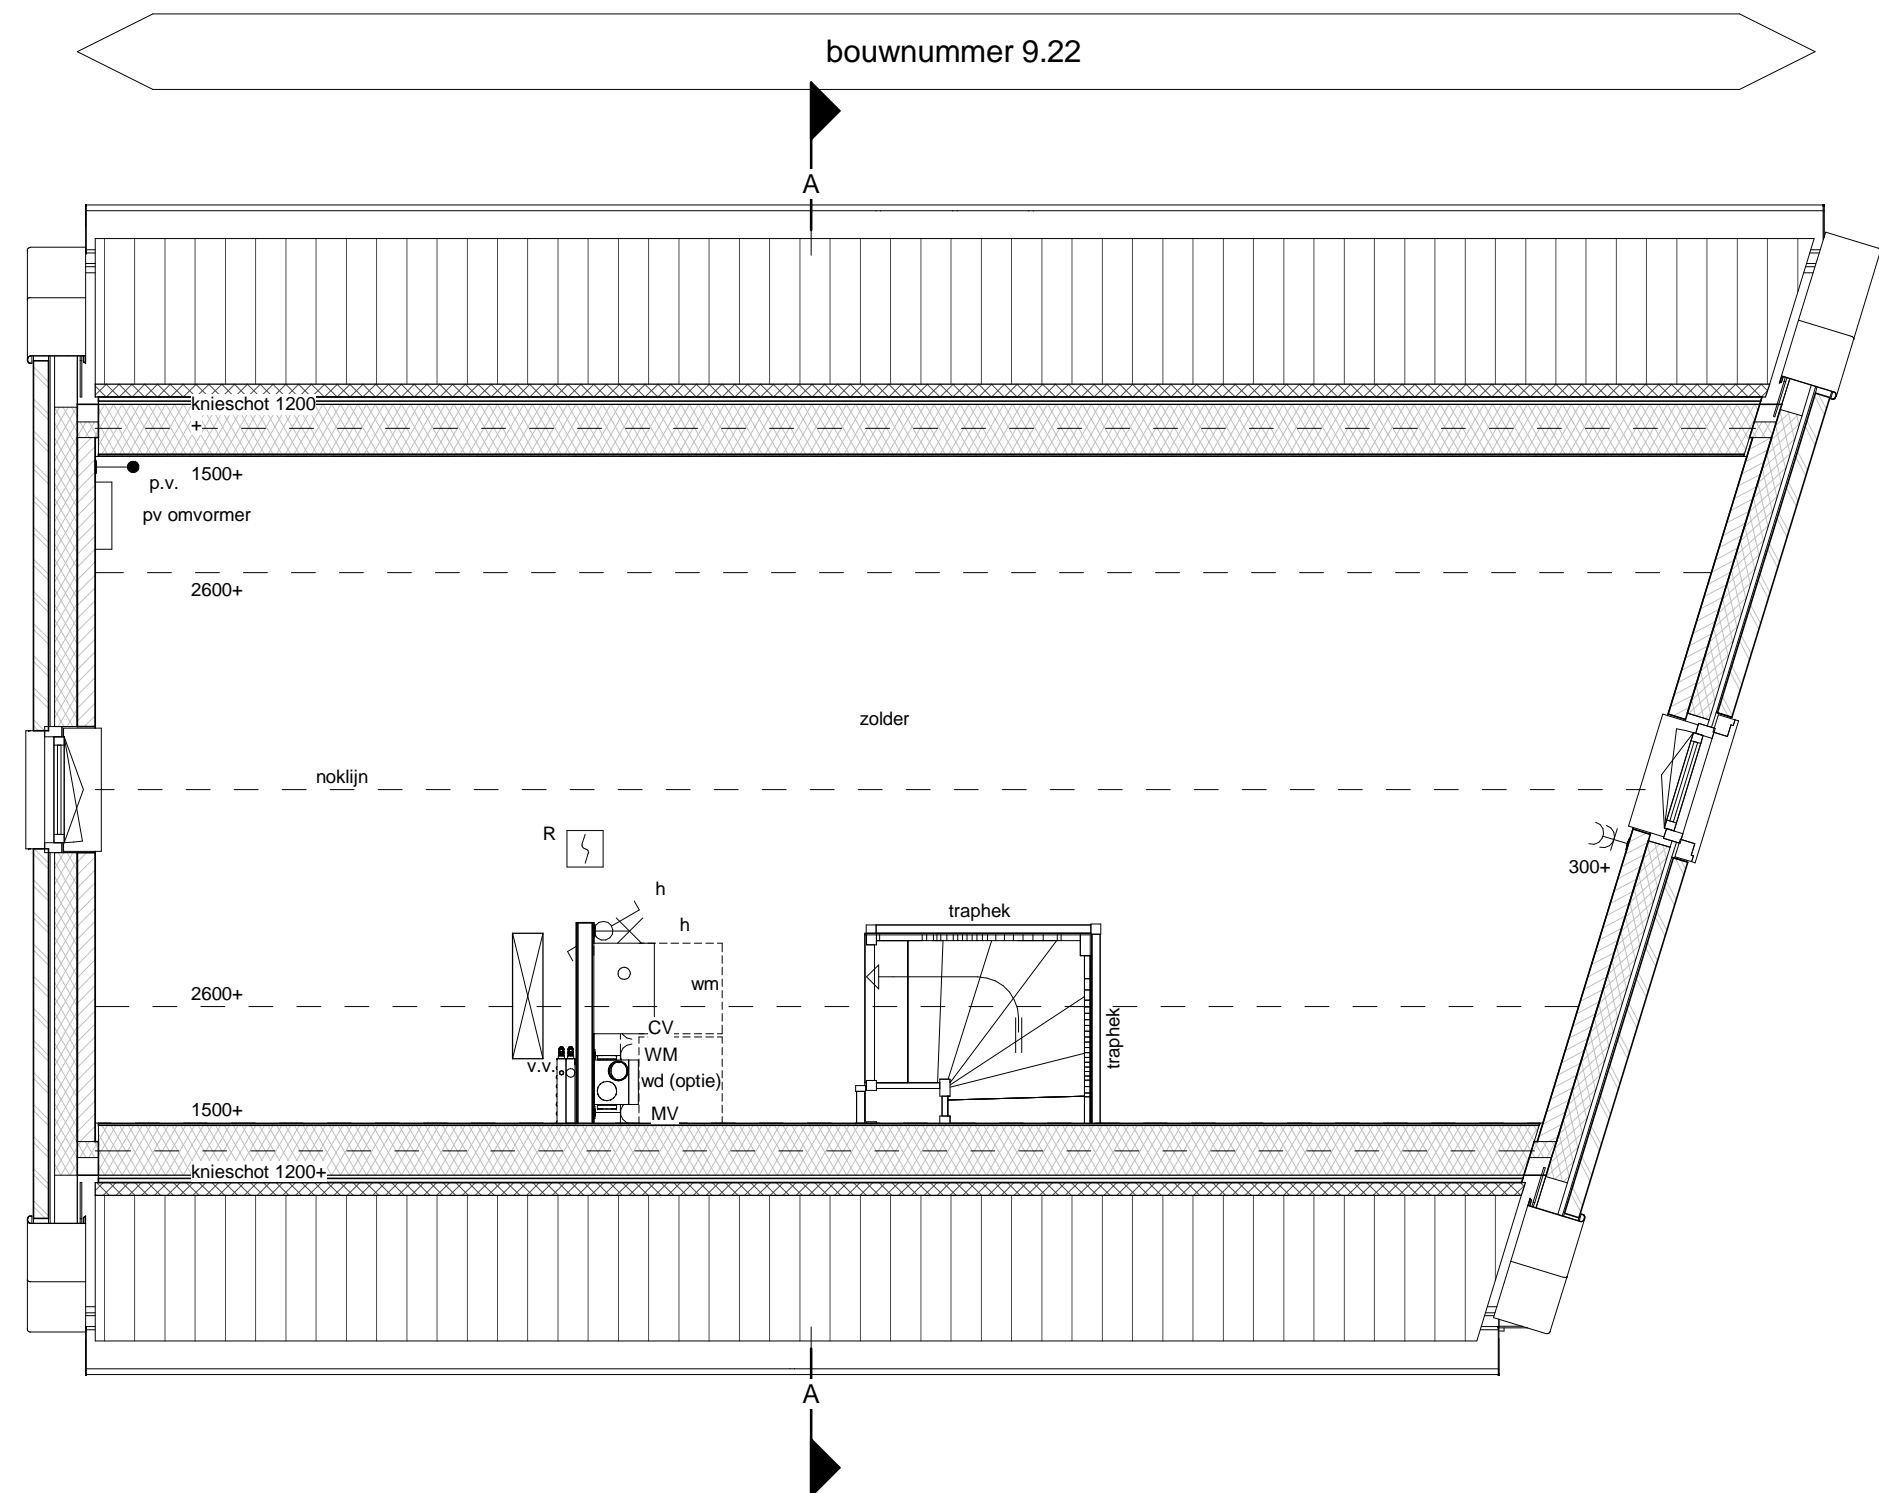 bouwnummer 9.22
A
knieschot 1200
+
1500+
p.v.
pv omvormer
2600+
zolder
noklijn
R
300+
h
h
traphek
wm
2600+
traphek
CV
WM
v.v.
wd (optie)
1500+
MV
knieschot 1200+
A